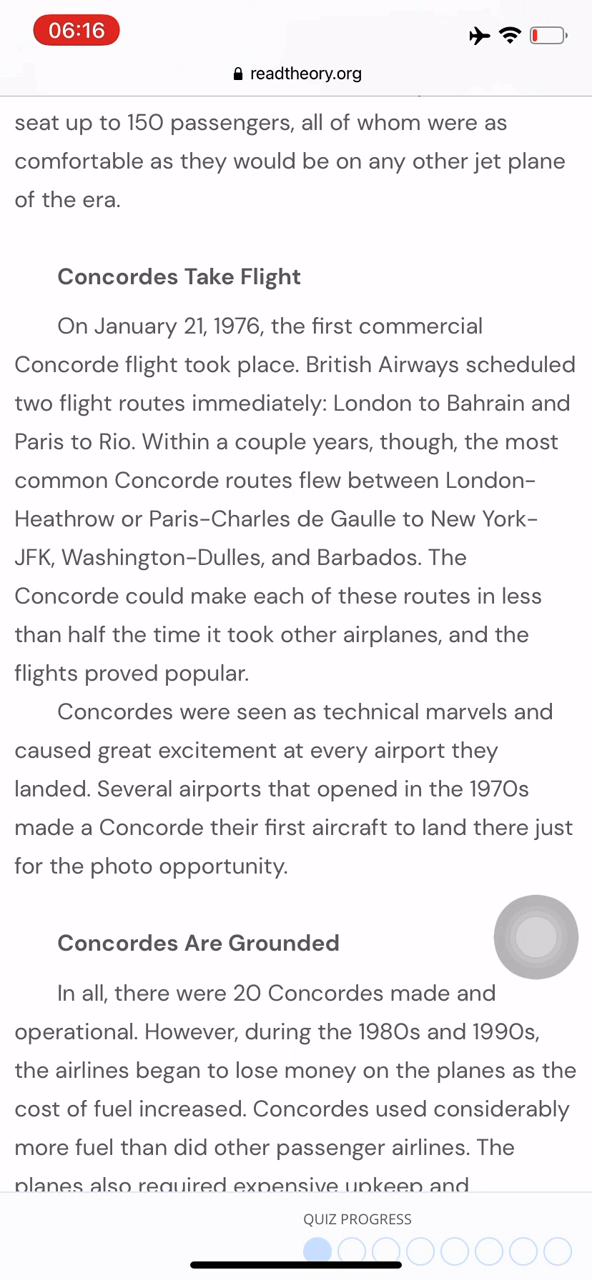 06:16
readtheory.org
seat up to 150 passengers, all of whom were as
comfortable as they would be on any other jet plane
of the era.
Concordes Take Flight
On January 21, 1976, the first commercial
Concorde flight took place. British Airways scheduled
two flight routes immediately: London to Bahrain and
Paris to Rio. Within a couple years, though, the most
common Concorde routes flew between London-
Heathrow or Paris-Charles de Gaulle to New York-
JFK, Washington-Dulles, and Barbados. The
Concorde could make each of these routes in less
than half the time it took other airplanes, and the
flights proved popular.
Concordes were seen as technical marvels and
caused great excitement at every airport they
landed. Several airports that opened in the 1970s
made a Concorde their first aircraft to land there just
for the photo opportunity.
Concordes Are Grounded
In all, there were 20 Concordes made and
operational. However, during the 1980s and 1990s,
the airlines began to lose money on the planes as the
cost of fuel increased. Concordes used considerably
more fuel than did other passenger airlines. The
planes also required expensive upkeep and
QUIZ PROGRESS